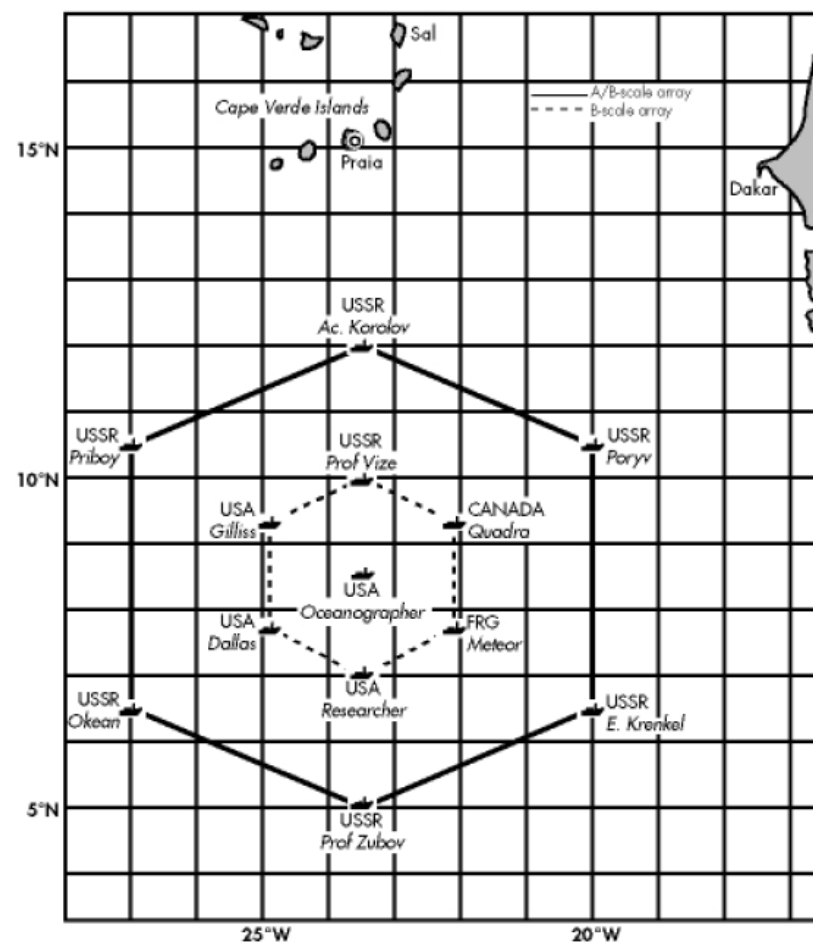 Sal
A/B-scale array
B-scale array
Cape Verde Islands
15°N
Praia
Dakar
USSR
Ac. Korolov
USSR
Priboy
USSR
Poryv
USSR
Prof Vize
10°N
USA
Gilliss
CANADA
Quadra
USA
Oceanographer
USA
Dallas
FRG
Meteor
USA
Researcher
USSR
Okean
USSR
E. Krenkel
5°N
USSR
Prof Zubov
25°W
20°W